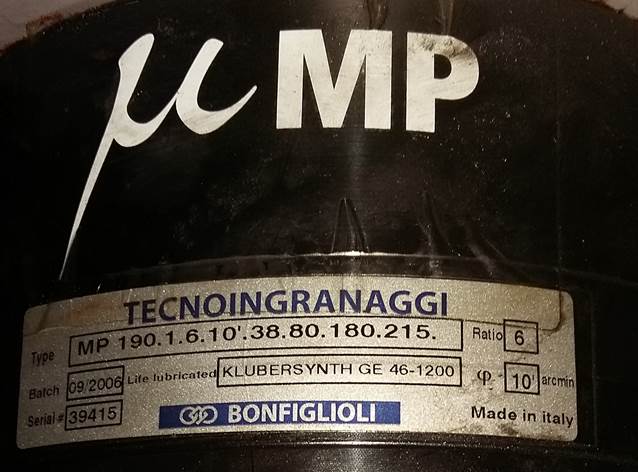 µ MP
TECNOINGRANAGGI
Type MP 190.1.6.10'.38.80.180.215. Ratio 6
Batch 09/2006 Life lubricated KLUBERSYNTH GE 46-1200 φ 10' arcmin
Serial # 39415 BONFIGLIOLI Made in italy